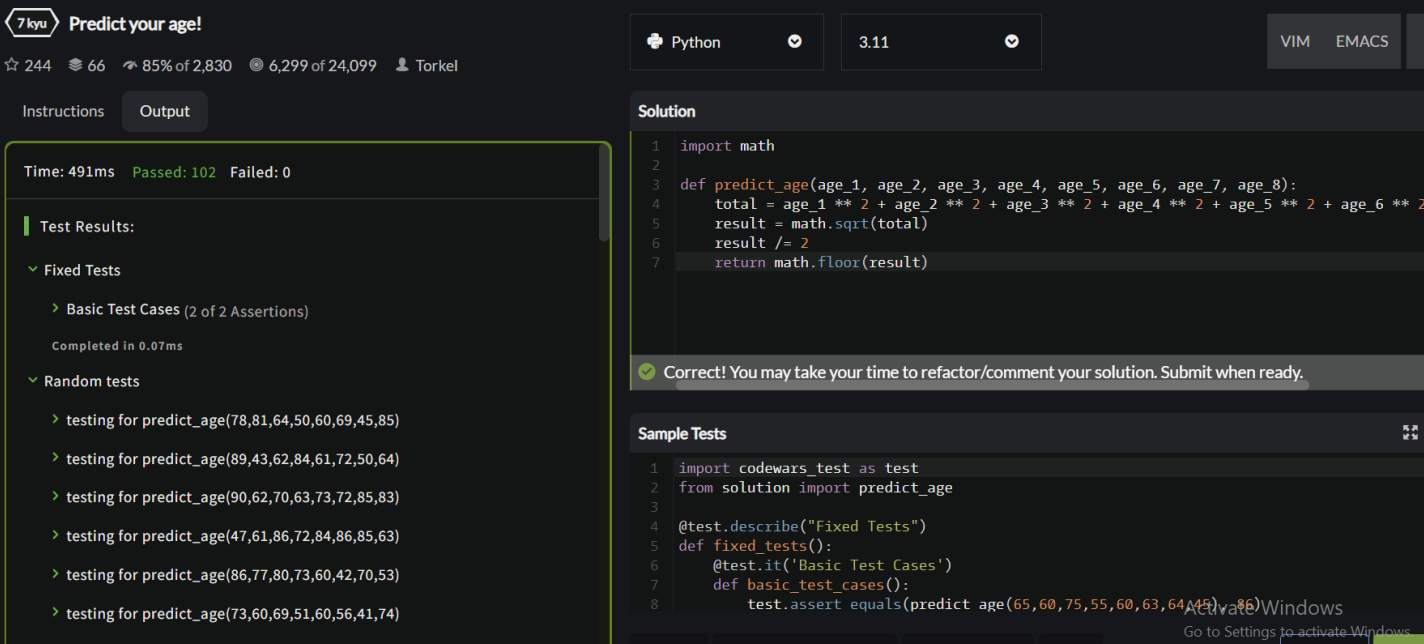 7 kyu Predict your age!
244 66 85% of 2,830 6,299 of 24,099 Torkel
Instructions Output
Time: 491ms Passed: 102 Failed: 0
Test Results:
Fixed Tests
Basic Test Cases (2 of 2 Assertions)
Completed in 0.07ms
Random tests
testing for predict_age(78,81,64,50,60,69,45,85)
testing for predict_age(89,43,62,84,61,72,50,64)
testing for predict_age(90,62,70,63,73,72,85,83)
testing for predict_age(47,61,86,72,84,86,85,63)
testing for predict_age(86,77,80,73,60,42,70,53)
testing for predict_age(73,60,69,51,60,56,41,74)
Python 3.11 VIM EMACS
Solution
1 import math
2
3 def predict_age(age_1, age_2, age_3, age_4, age_5, age_6, age_7, age_8):
4 total = age_1 ** 2 + age_2 ** 2 + age_3 ** 2 + age_4 ** 2 + age_5 ** 2 + age_6 ** 2
5 result = math.sqrt(total)
6 result /= 2
7 return math.floor(result)
Correct! You may take your time to refactor/comment your solution. Submit when ready.
Sample Tests
1 import codewars_test as test
2 from solution import predict_age
3
4 @test.describe("Fixed Tests")
5 def fixed_tests():
6 @test.it('Basic Test Cases')
7 def basic_test_cases():
8 test.assert_equals(predict_age(65,60,75,55,60,63,64,45), 86)
Activate Windows
Go to Settings to activate Windows.